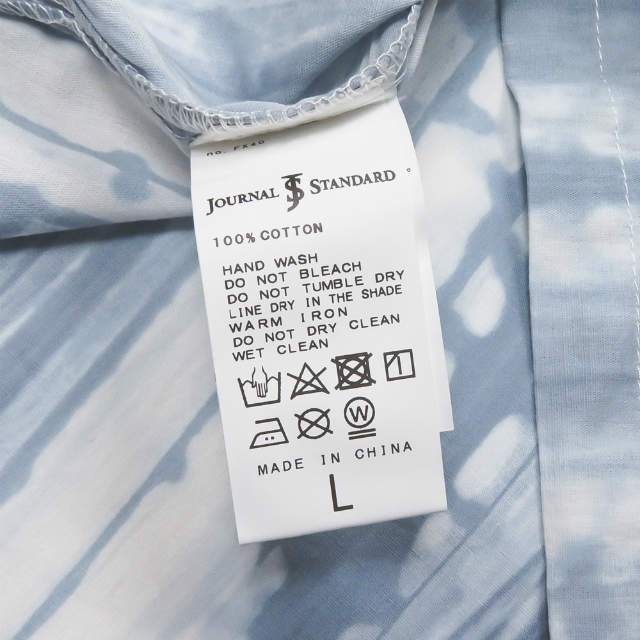 JOURNAL JS STANDARD
100% COTTON
HAND WASH
DO NOT BLEACH
DO NOT TUMBLE DRY
LINE DRY IN THE SHADE
WARM IRON
DO NOT DRY CLEAN
WET CLEAN
W
MADE IN CHINA
L